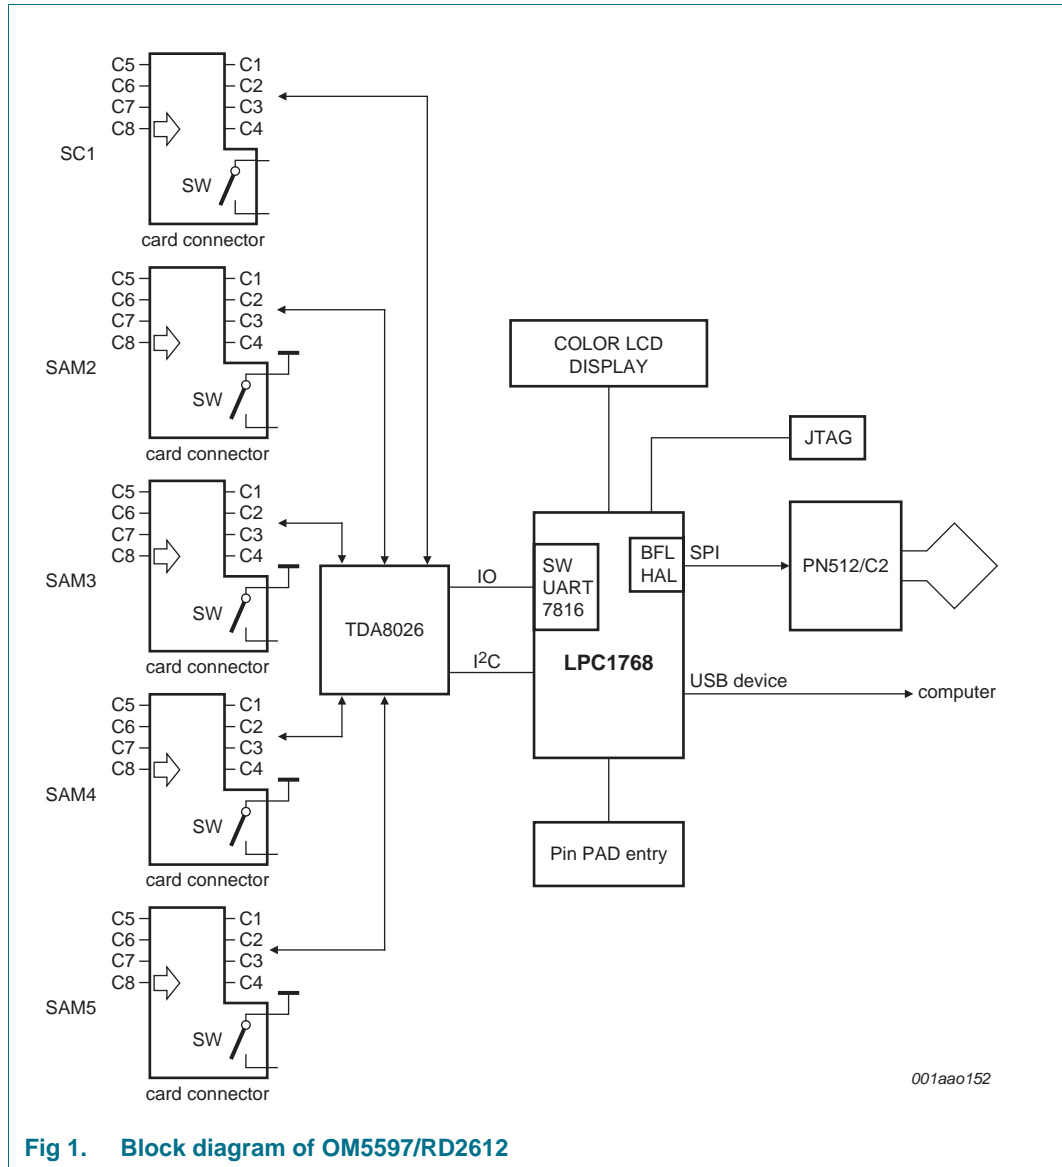 C5 C1
C6 C2
C7 C3
C8 C4
SC1
SW
card connector
C5 C1
C6 C2
C7 C3
C8 C4
SAM2
SW
card connector
C5 C1
C6 C2
C7 C3
C8 C4
SAM3
SW
card connector
C5 C1
C6 C2
C7 C3
C8 C4
SAM4
SW
card connector
C5 C1
C6 C2
C7 C3
C8 C4
SAM5
SW
card connector
TDA8026
IO
I²C
COLOR LCD
DISPLAY
JTAG
SW
UART
7816
BFL
HAL
SPI
LPC1768
PN512/C2
USB device
computer
Pin PAD entry
001aao152
Fig 1. Block diagram of OM5597/RD2612